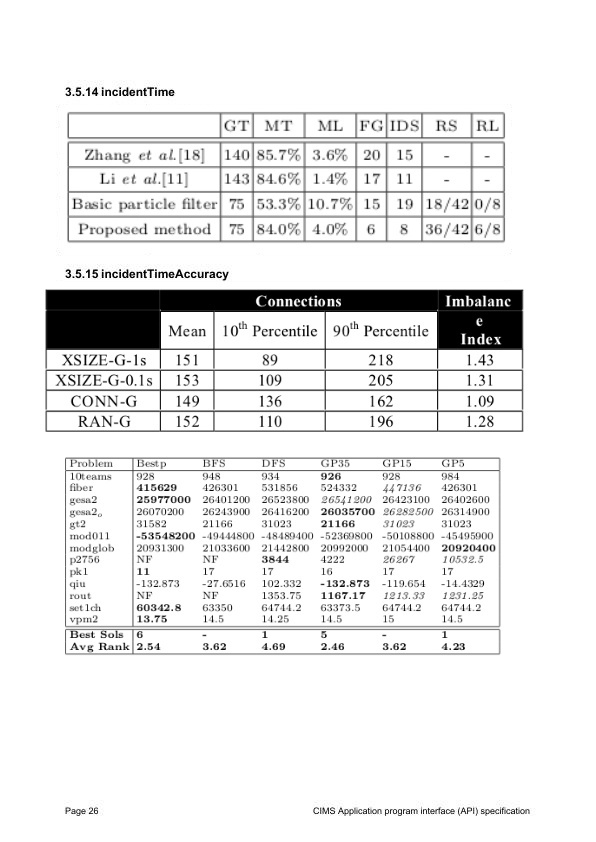 3.5.14 incidentTime
GT MT ML FG IDS RS RL
Zhang et al.[18] 140 85.7% 3.6% 20 15 - -
Li et al.[11] 143 84.6% 1.4% 17 11 - -
Basic particle filter 75 53.3% 10.7% 15 19 18/42 0/8
Proposed method 75 84.0% 4.0% 6 8 36/42 6/8
3.5.15 incidentTimeAccuracy
Connections Imbalanc
e
Index
Mean 10th Percentile 90th Percentile
XSIZE-G-1s 151 89 218 1.43
XSIZE-G-0.1s 153 109 205 1.31
CONN-G 149 136 162 1.09
RAN-G 152 110 196 1.28
Problem Bestp BFS DFS GP35 GP15 GP5
10teams 928 948 934 926 928 984
fiber 415629 426301 531856 524332 447136 426301
gesa2 25977000 26401200 26523800 26541200 26423100 26402600
gesa2o 26070200 26243900 26416200 26035700 26282500 26314900
gt2 31582 21166 31023 21166 31023 31023
mod011 -53548200 -49444800 -48489400 -52369800 -50108800 -45495900
modglob 20931300 21033600 21442800 20992000 21054400 20920400
p2756 NF NF 3844 4222 26267 10532.5
pk1 11 17 17 16 17 17
qiu -132.873 -27.6516 102.332 -132.873 -119.654 -14.4329
rout NF NF 1353.75 1167.17 1213.33 1231.25
set1ch 60342.8 63350 64744.2 63373.5 64744.2 64744.2
vpm2 13.75 14.5 14.25 14.5 15 14.5
Best Sols 6 - 1 5 - 1
Avg Rank 2.54 3.62 4.69 2.46 3.62 4.23
Page 26 CIMS Application program interface (API) specification